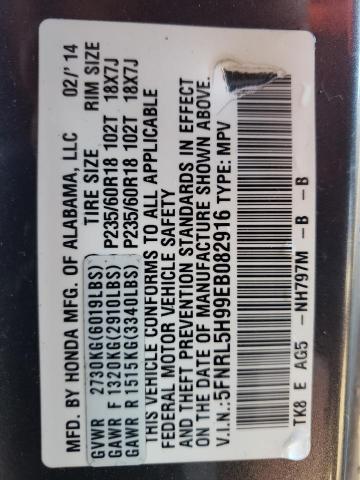 MFD. BY HONDA MFG. OF ALABAMA, LLC 02/'14
TIRE SIZE RIM SIZE
GVWR 2730KG(6019LBS)
GAWR F 1320KG(2910LBS) P235/60R18 102T 18X7J
GAWR R 1515KG(3340LBS) P235/60R18 102T 18X7J
THIS VEHICLE CONFORMS TO ALL APPLICABLE
FEDERAL MOTOR VEHICLE SAFETY
AND THEFT PREVENTION STANDARDS IN EFFECT
ON THE DATE OF MANUFACTURE SHOWN ABOVE.
V.I.N.:5FNRL5H99EB082916 TYPE: MPV
TK8 E AG5 -NH797M -B -B